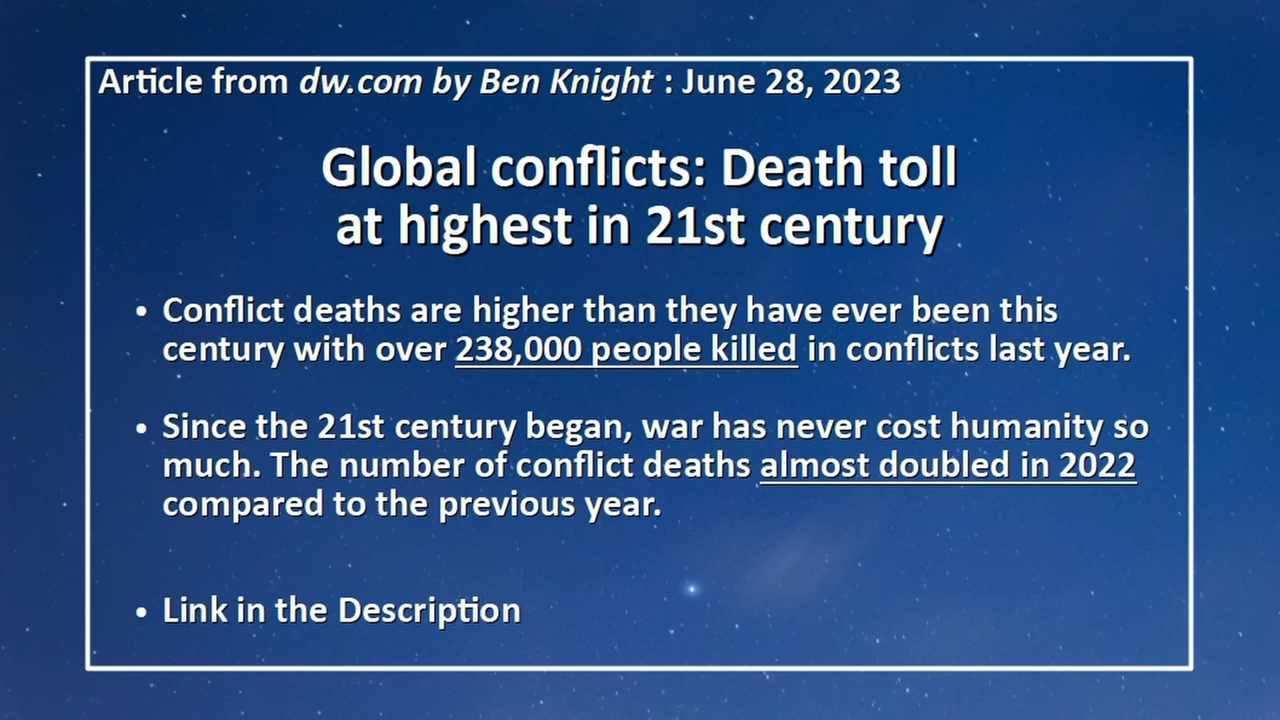 Article from dw.com by Ben Knight : June 28, 2023
Global conflicts: Death toll
at highest in 21st century
• Conflict deaths are higher than they have ever been this
century with over 238,000 people killed in conflicts last year.
• Since the 21st century began, war has never cost humanity so
much. The number of conflict deaths almost doubled in 2022
compared to the previous year.
• Link in the Description